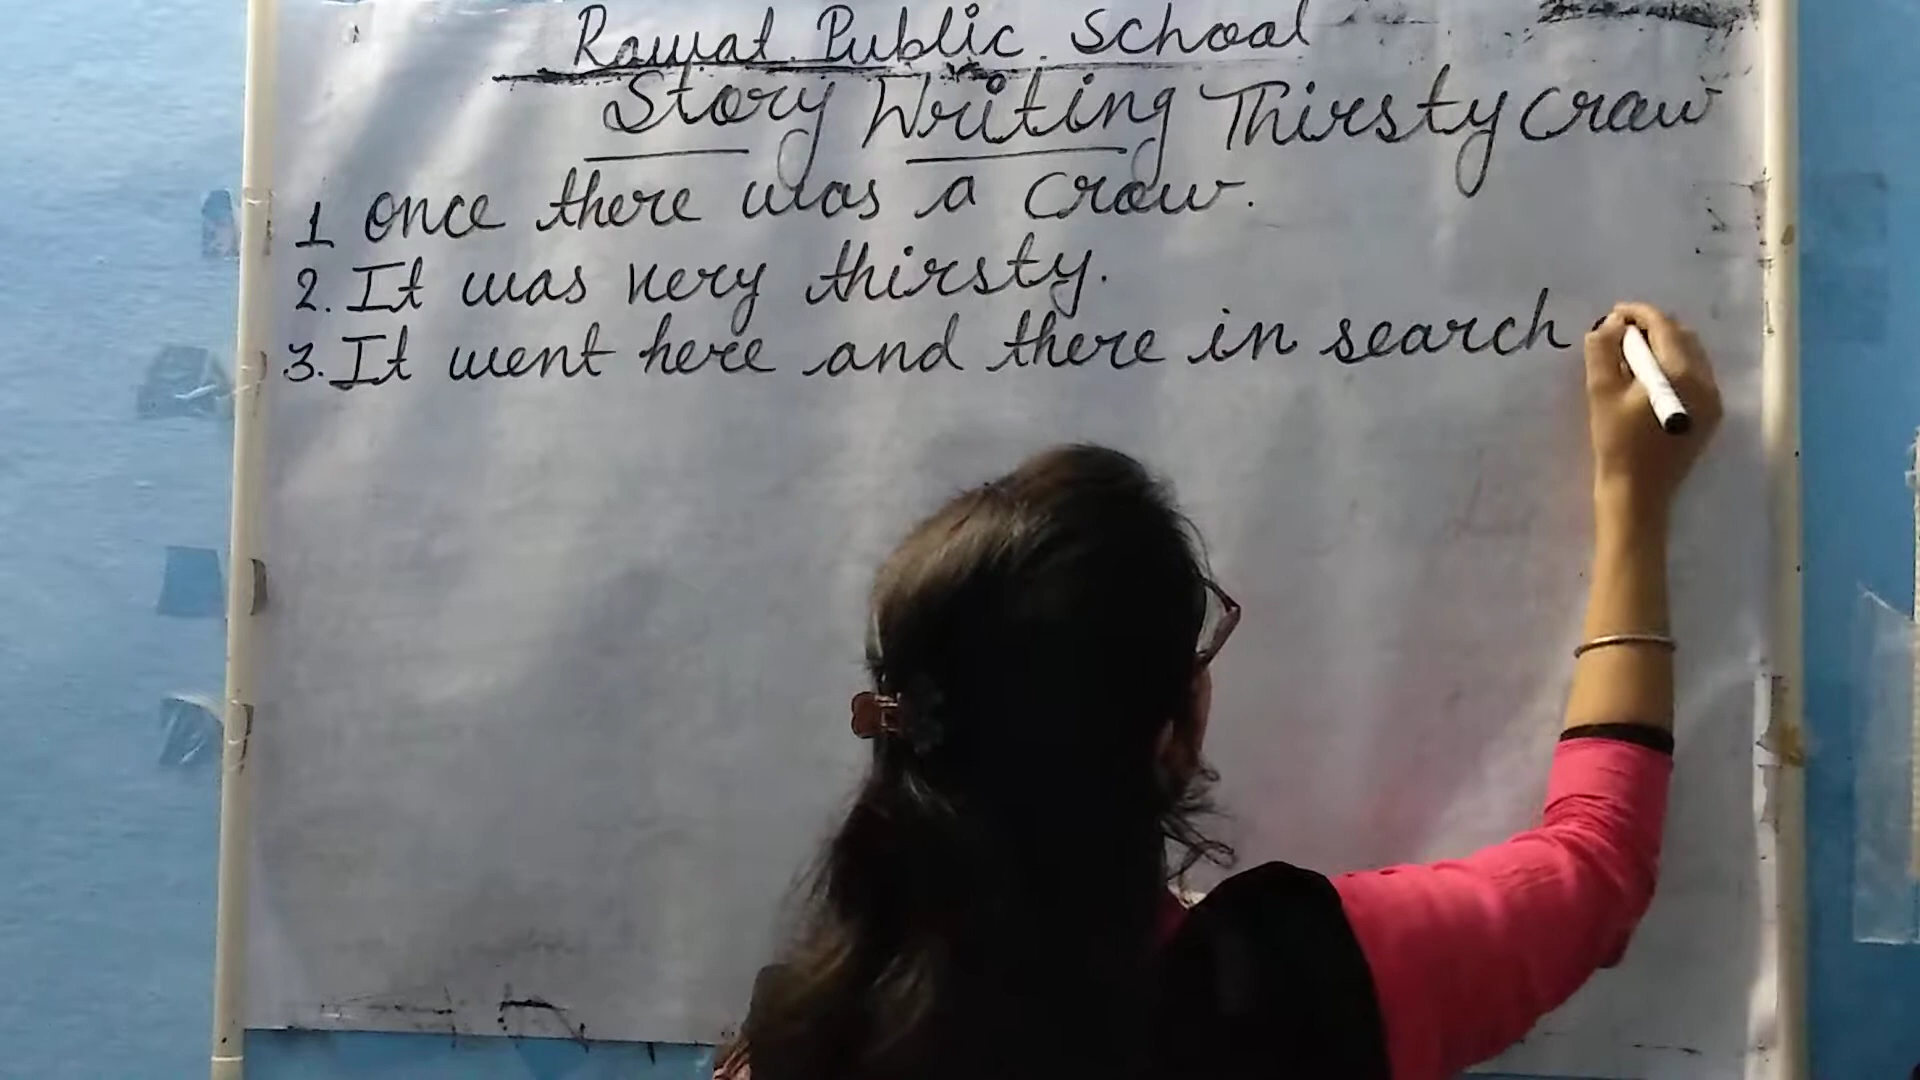 Rawat Public School
Story Writing Thirsty Craw
1 once there was a Craw.
2. It was very thirsty.
3. It went here and there in search